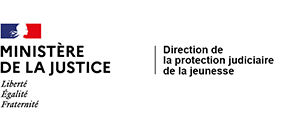 MINISTÈRE
DE LA JUSTICE
Liberté
Égalité
Fraternité
Direction de
la protection judiciaire
de la jeunesse